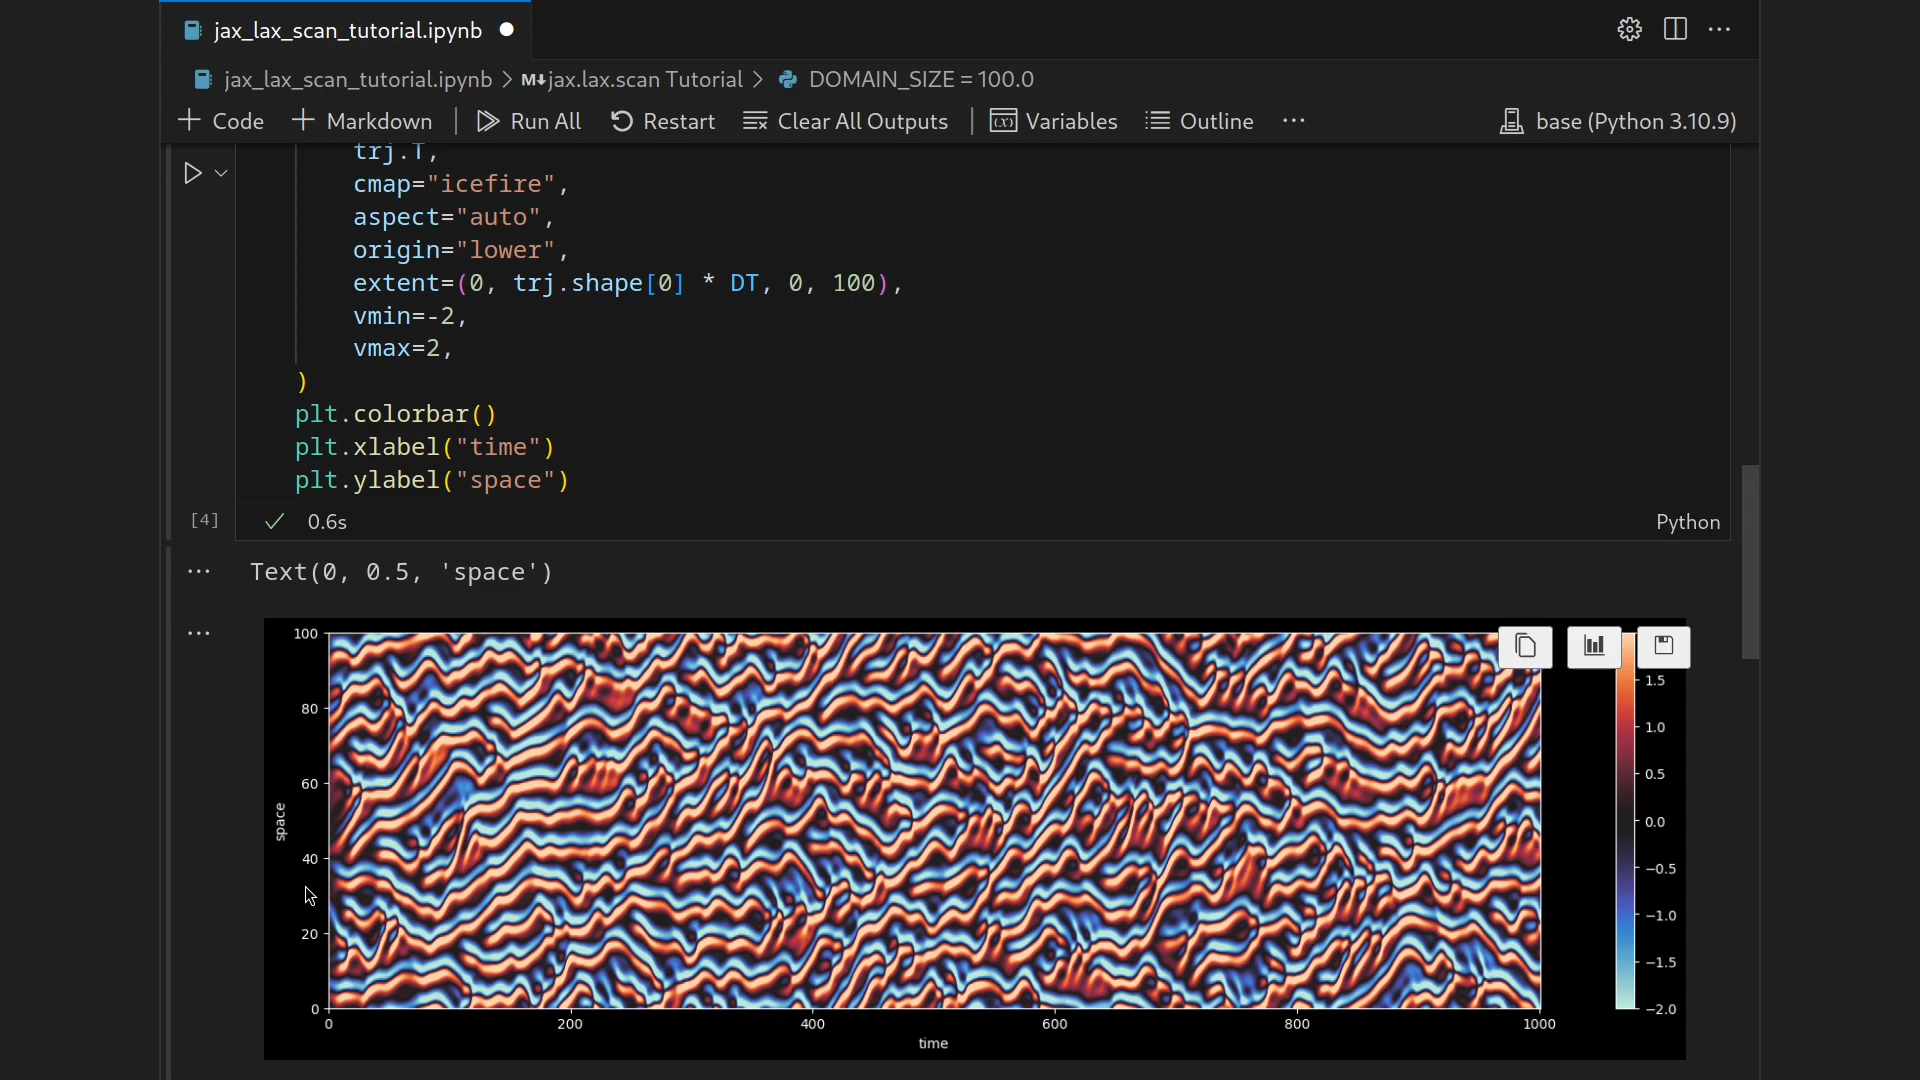 jax_lax_scan_tutorial.ipynb
jax_lax_scan_tutorial.ipynb > M↓jax.lax.scan Tutorial > DOMAIN_SIZE = 100.0
+ Code + Markdown | Run All Restart Clear All Outputs | Variables Outline ··· base (Python 3.10.9)
trj.T,
cmap="icefire",
aspect="auto",
origin="lower",
extent=(0, trj.shape[0] * DT, 0, 100),
vmin=-2,
vmax=2,
)
plt.colorbar()
plt.xlabel("time")
plt.ylabel("space")
[4] 0.6s Python
Text(0, 0.5, 'space')
100
80
60
40
20
0
space
0 200 400 600 800 1000
time
1.5
1.0
0.5
0.0
−0.5
−1.0
−1.5
−2.0